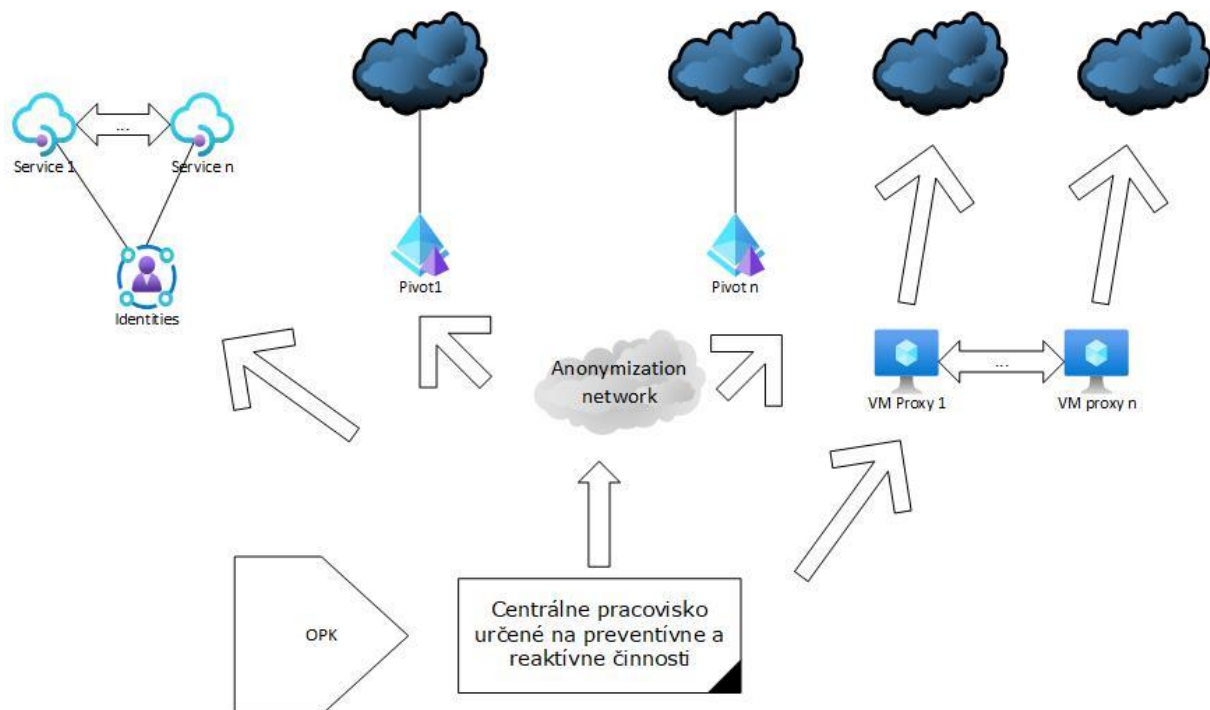 ...
Service 1
Service n
Identities
Pivot1
Pivot n
Anonymization
network
...
VM Proxy 1
VM proxy n
OPK
Centrálne pracovisko
určené na preventívne a
reaktívne činnosti